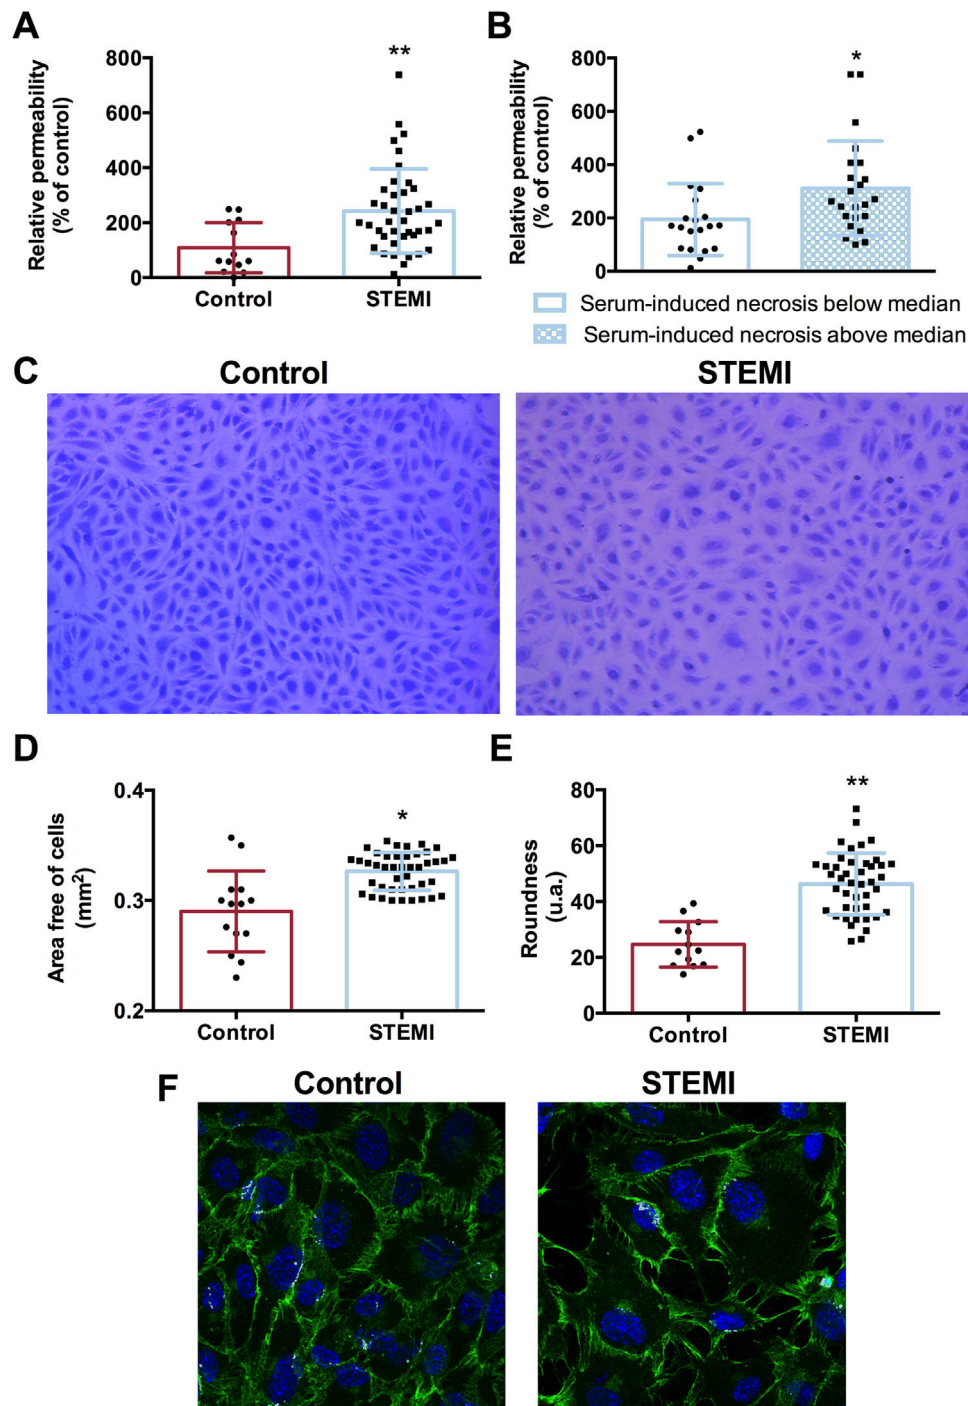 A
Relative permeability
(% of control)
800
600
400
200
0
**
Control
STEMI
B
Relative permeability
(% of control)
800
600
400
200
0
*
Serum-induced necrosis below median
Serum-induced necrosis above median
C
Control
STEMI
D
Area free of cells
(mm²)
0.4
0.3
0.2
*
Control
STEMI
E
Roundness
(u.a.)
80
60
40
20
0
**
Control
STEMI
F
Control
STEMI